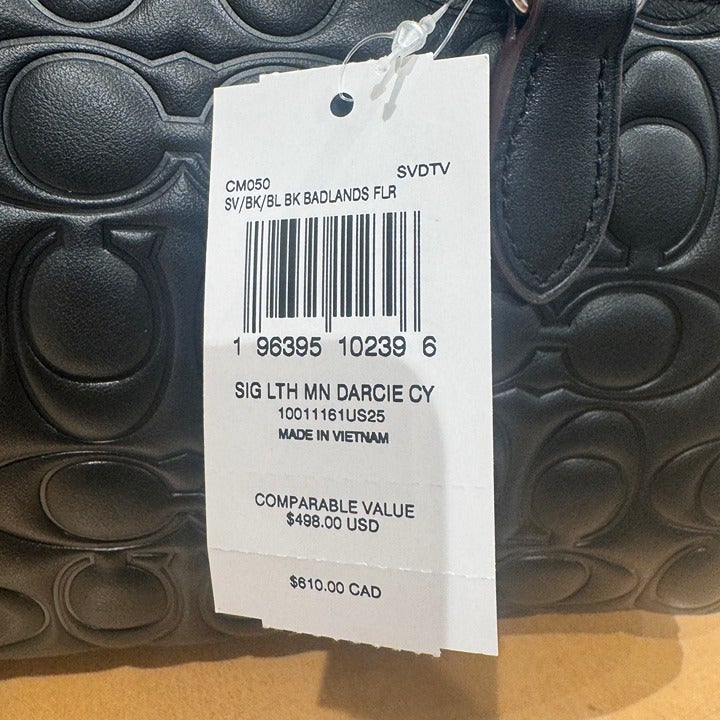 CM050 SVDTV
SV/BK/BL BK BADLANDS FLR
1 96395 10239 6
SIG LTH MN DARCIE CY
10011161US25
MADE IN VIETNAM
COMPARABLE VALUE
$498.00 USD
$610.00 CAD